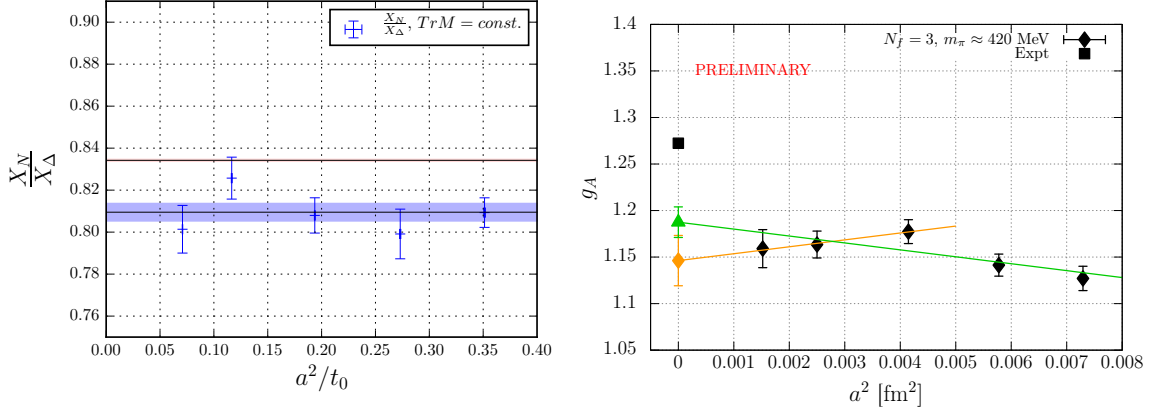 X_N/X_Δ, TrM = const.
0.90
0.88
0.86
0.84
0.82
0.80
0.78
0.76
X_N/X_Δ
0.00 0.05 0.10 0.15 0.20 0.25 0.30 0.35 0.40
a²/t₀
N_f = 3, m_π ≈ 420 MeV
Expt
PRELIMINARY
1.4
1.35
1.3
1.25
1.2
1.15
1.1
1.05
g_A
0 0.001 0.002 0.003 0.004 0.005 0.006 0.007 0.008
a² [fm²]